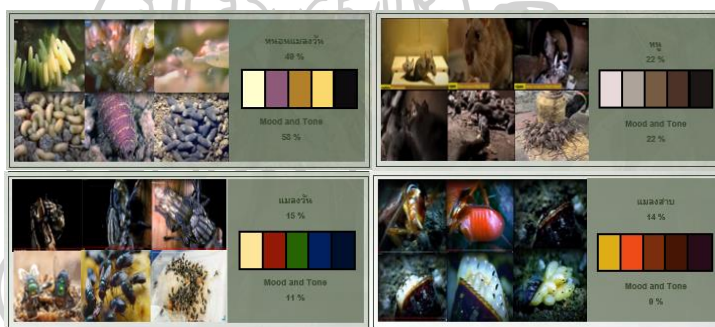 หนอนแมลงวัน
49 %
Mood and Tone
58 %
หนู
22 %
Mood and Tone
22 %
แมลงวัน
15 %
Mood and Tone
11 %
แมลงสาบ
14 %
Mood and Tone
9 %